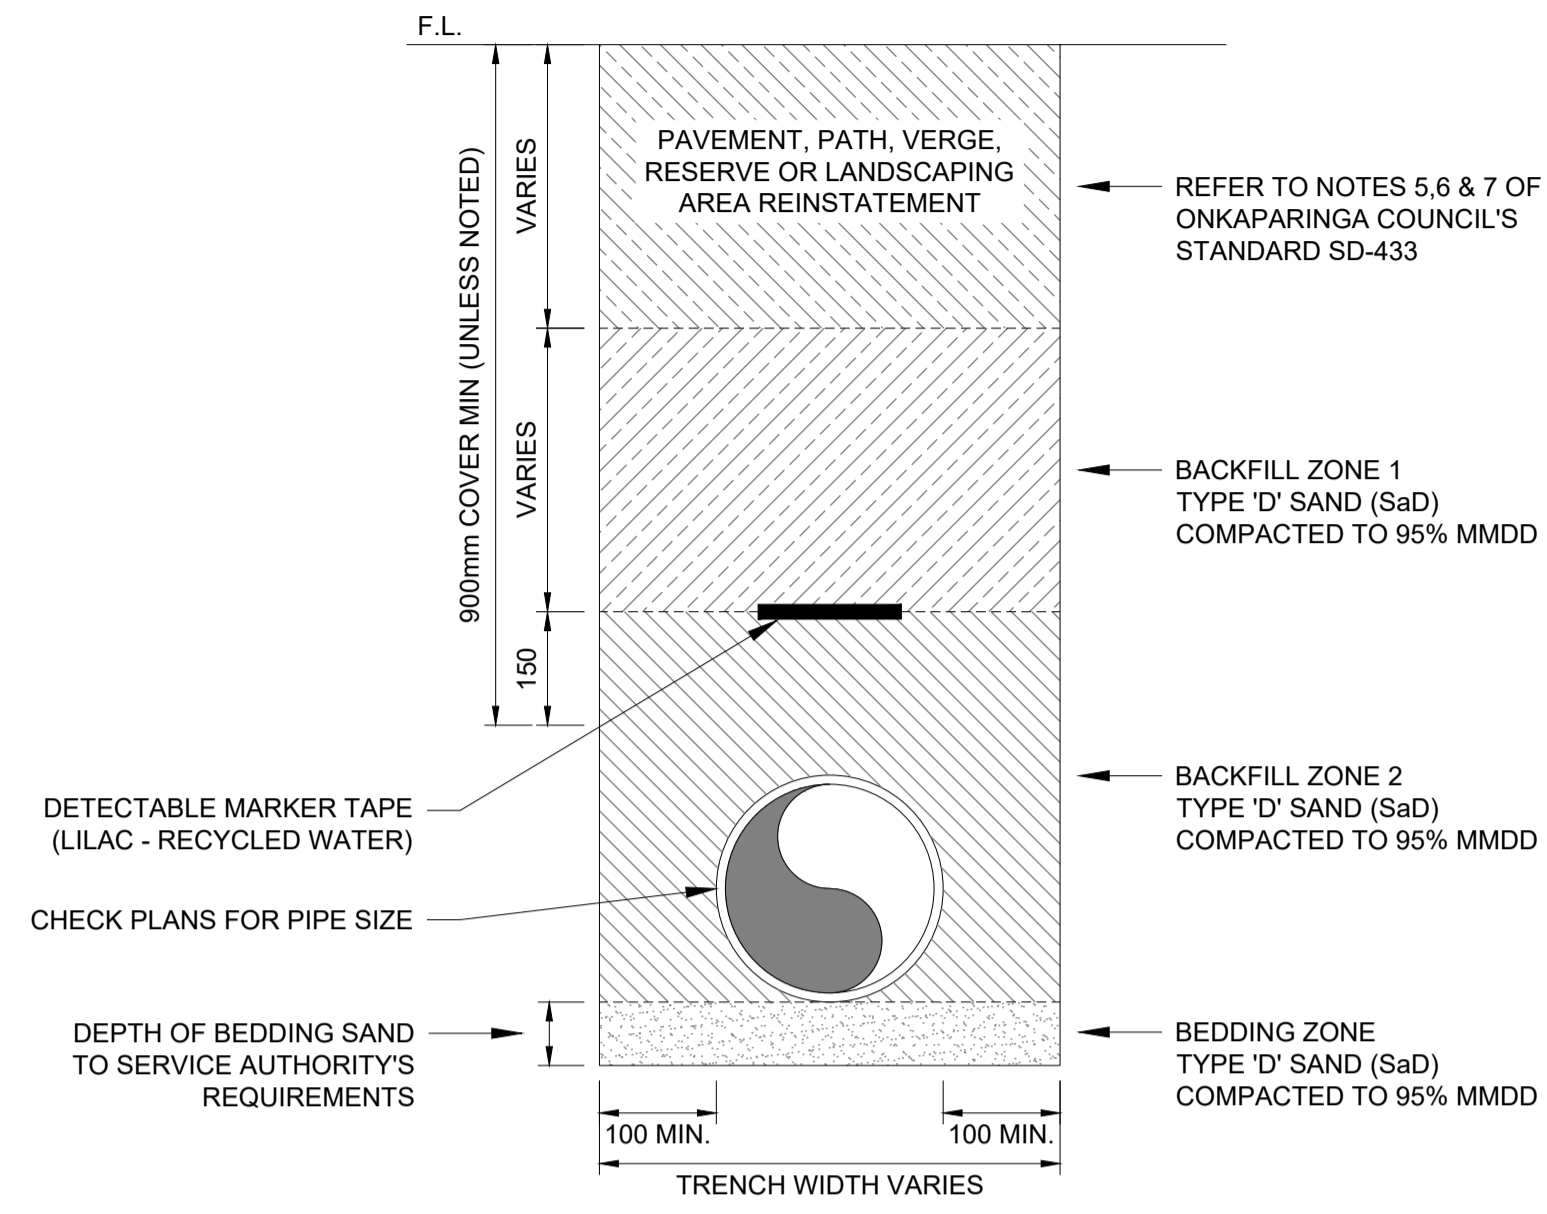 F.L.
PAVEMENT, PATH, VERGE,
RESERVE OR LANDSCAPING
AREA REINSTATEMENT
REFER TO NOTES 5,6 & 7 OF
ONKAPARINGA COUNCIL'S
STANDARD SD-433
900mm COVER MIN (UNLESS NOTED)
VARIES
VARIES
150
BACKFILL ZONE 1
TYPE 'D' SAND (SaD)
COMPACTED TO 95% MMDD
DETECTABLE MARKER TAPE
(LILAC - RECYCLED WATER)
BACKFILL ZONE 2
TYPE 'D' SAND (SaD)
COMPACTED TO 95% MMDD
CHECK PLANS FOR PIPE SIZE
DEPTH OF BEDDING SAND
TO SERVICE AUTHORITY'S
REQUIREMENTS
BEDDING ZONE
TYPE 'D' SAND (SaD)
COMPACTED TO 95% MMDD
100 MIN.
100 MIN.
TRENCH WIDTH VARIES